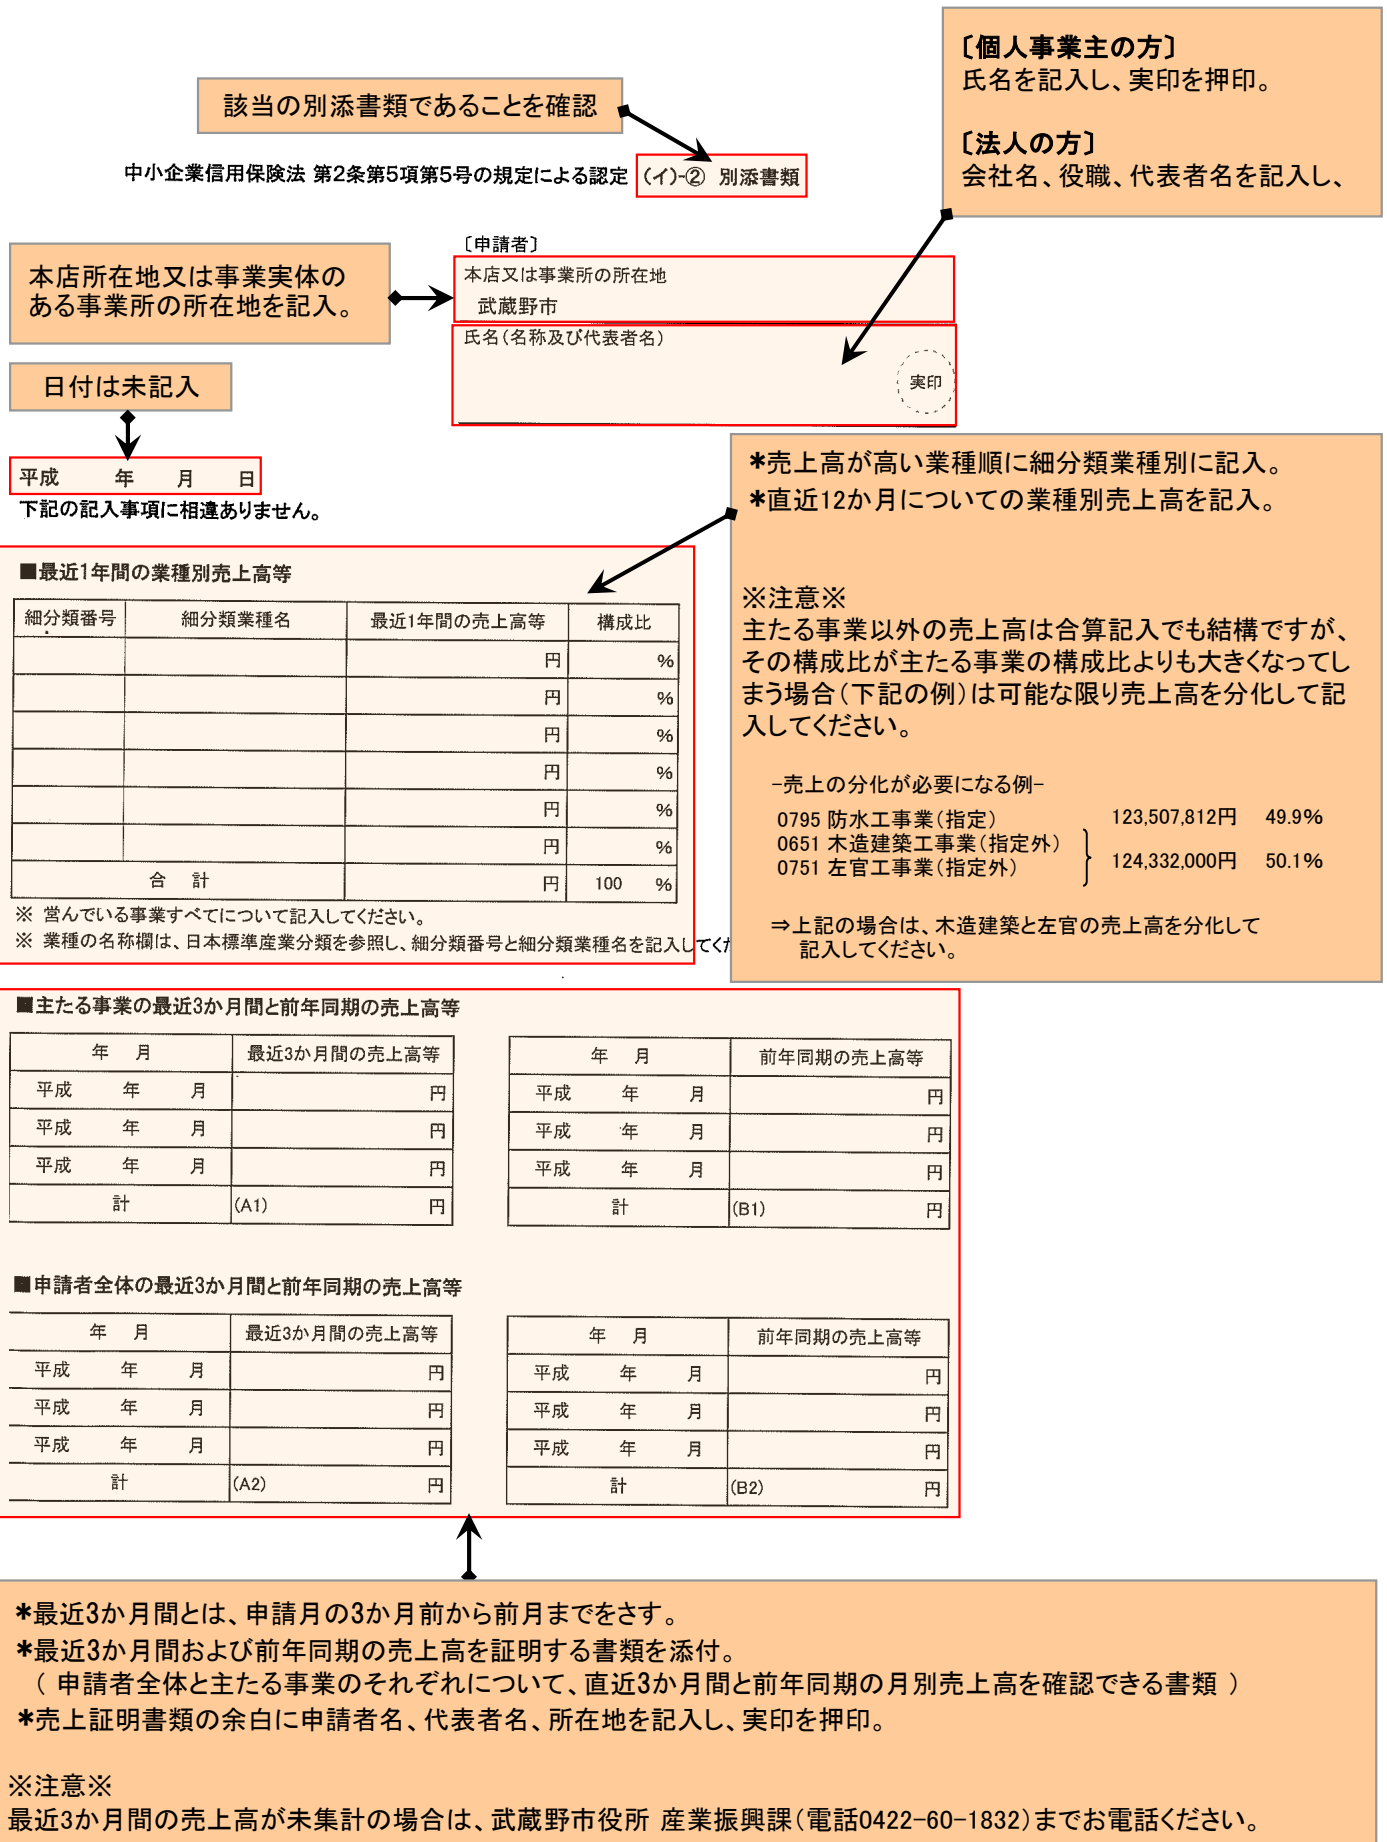 〔個人事業主の方〕
氏名を記入し、実印を押印。
〔法人の方〕
会社名、役職、代表者名を記入し、
該当の別添書類であることを確認
中小企業信用保険法 第2条第5項第5号の規定による認定 (イ)-② 別添書類
〔申請者〕
本店所在地又は事業実体の
ある事業所の所在地を記入。
本店又は事業所の所在地
武蔵野市
氏名(名称及び代表者名)
実印
日付は未記入
平成 年 月 日
下記の記入事項に相違ありません。
*売上高が高い業種順に細分類業種別に記入。
*直近12か月についての業種別売上高を記入。
※注意※
主たる事業以外の売上高は合算記入でも結構ですが、
その構成比が主たる事業の構成比よりも大きくなってし
まう場合(下記の例)は可能な限り売上高を分化して記
入してください。
-売上の分化が必要になる例-
0795 防水工事業(指定) 123,507,812円 49.9%
0651 木造建築工事業(指定外)
0751 左官工事業(指定外)
124,332,000円 50.1%
⇒上記の場合は、木造建築と左官の売上高を分化して
記入してください。
■最近1年間の業種別売上高等
細分類番号 細分類業種名 最近1年間の売上高等 構成比
円 %
円 %
円 %
円 %
円 %
円 %
合 計 円 100 %
※ 営んでいる事業すべてについて記入してください。
※ 業種の名称欄は、日本標準産業分類を参照し、細分類番号と細分類業種名を記入してく
■主たる事業の最近3か月間と前年同期の売上高等
年 月 最近3か月間の売上高等 年 月 前年同期の売上高等
平成 年 月 円 平成 年 月 円
平成 年 月 円 平成 年 月 円
平成 年 月 円 平成 年 月 円
計 (A1) 円 計 (B1) 円
■申請者全体の最近3か月間と前年同期の売上高等
年 月 最近3か月間の売上高等 年 月 前年同期の売上高等
平成 年 月 円 平成 年 月 円
平成 年 月 円 平成 年 月 円
平成 年 月 円 平成 年 月 円
計 (A2) 円 計 (B2) 円
*最近3か月間とは、申請月の3か月前から前月までをさす。
*最近3か月間および前年同期の売上高を証明する書類を添付。
( 申請者全体と主たる事業のそれぞれについて、直近3か月間と前年同期の月別売上高を確認できる書類 )
*売上証明書類の余白に申請者名、代表者名、所在地を記入し、実印を押印。
※注意※
最近3か月間の売上高が未集計の場合は、武蔵野市役所 産業振興課(電話0422-60-1832)までお電話ください。